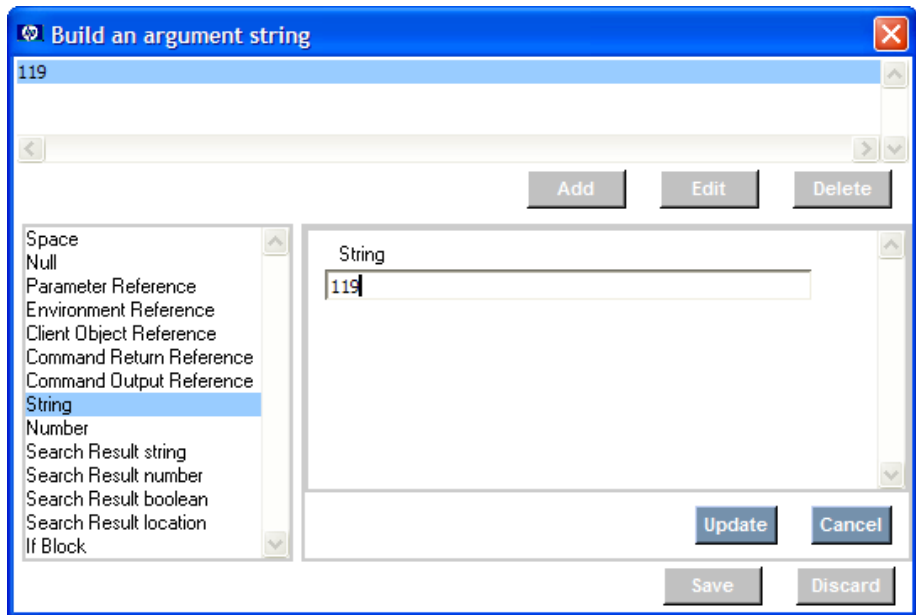 Build an argument string
119
Add Edit Delete
Space
Null
Parameter Reference
Environment Reference
Client Object Reference
Command Return Reference
Command Output Reference
String
Number
Search Result string
Search Result number
Search Result boolean
Search Result location
If Block
String
119
Update Cancel
Save Discard